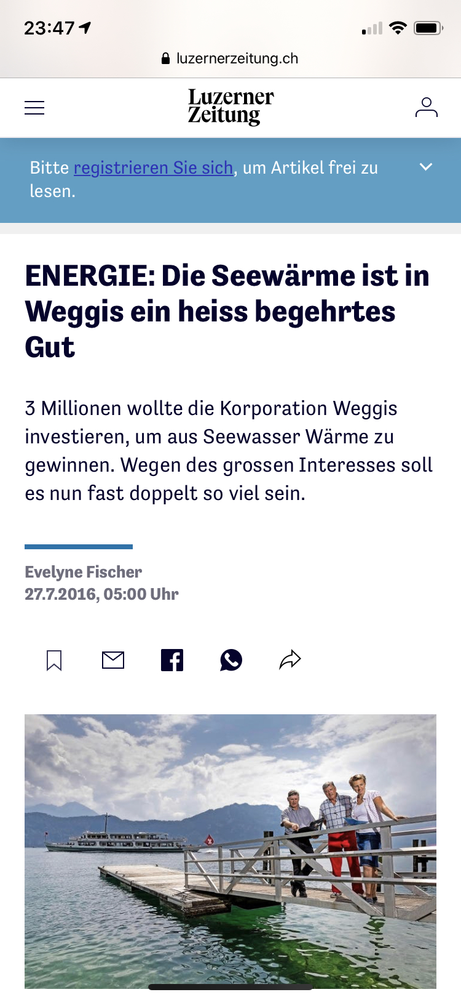 23:47
luzernerzeitung.ch
Luzerner
Zeitung
Bitte registrieren Sie sich, um Artikel frei zu
lesen.
ENERGIE: Die Seewärme ist in
Weggis ein heiss begehrtes
Gut
3 Millionen wollte die Korporation Weggis
investieren, um aus Seewasser Wärme zu
gewinnen. Wegen des grossen Interesses soll
es nun fast doppelt so viel sein.
Evelyne Fischer
27.7.2016, 05:00 Uhr